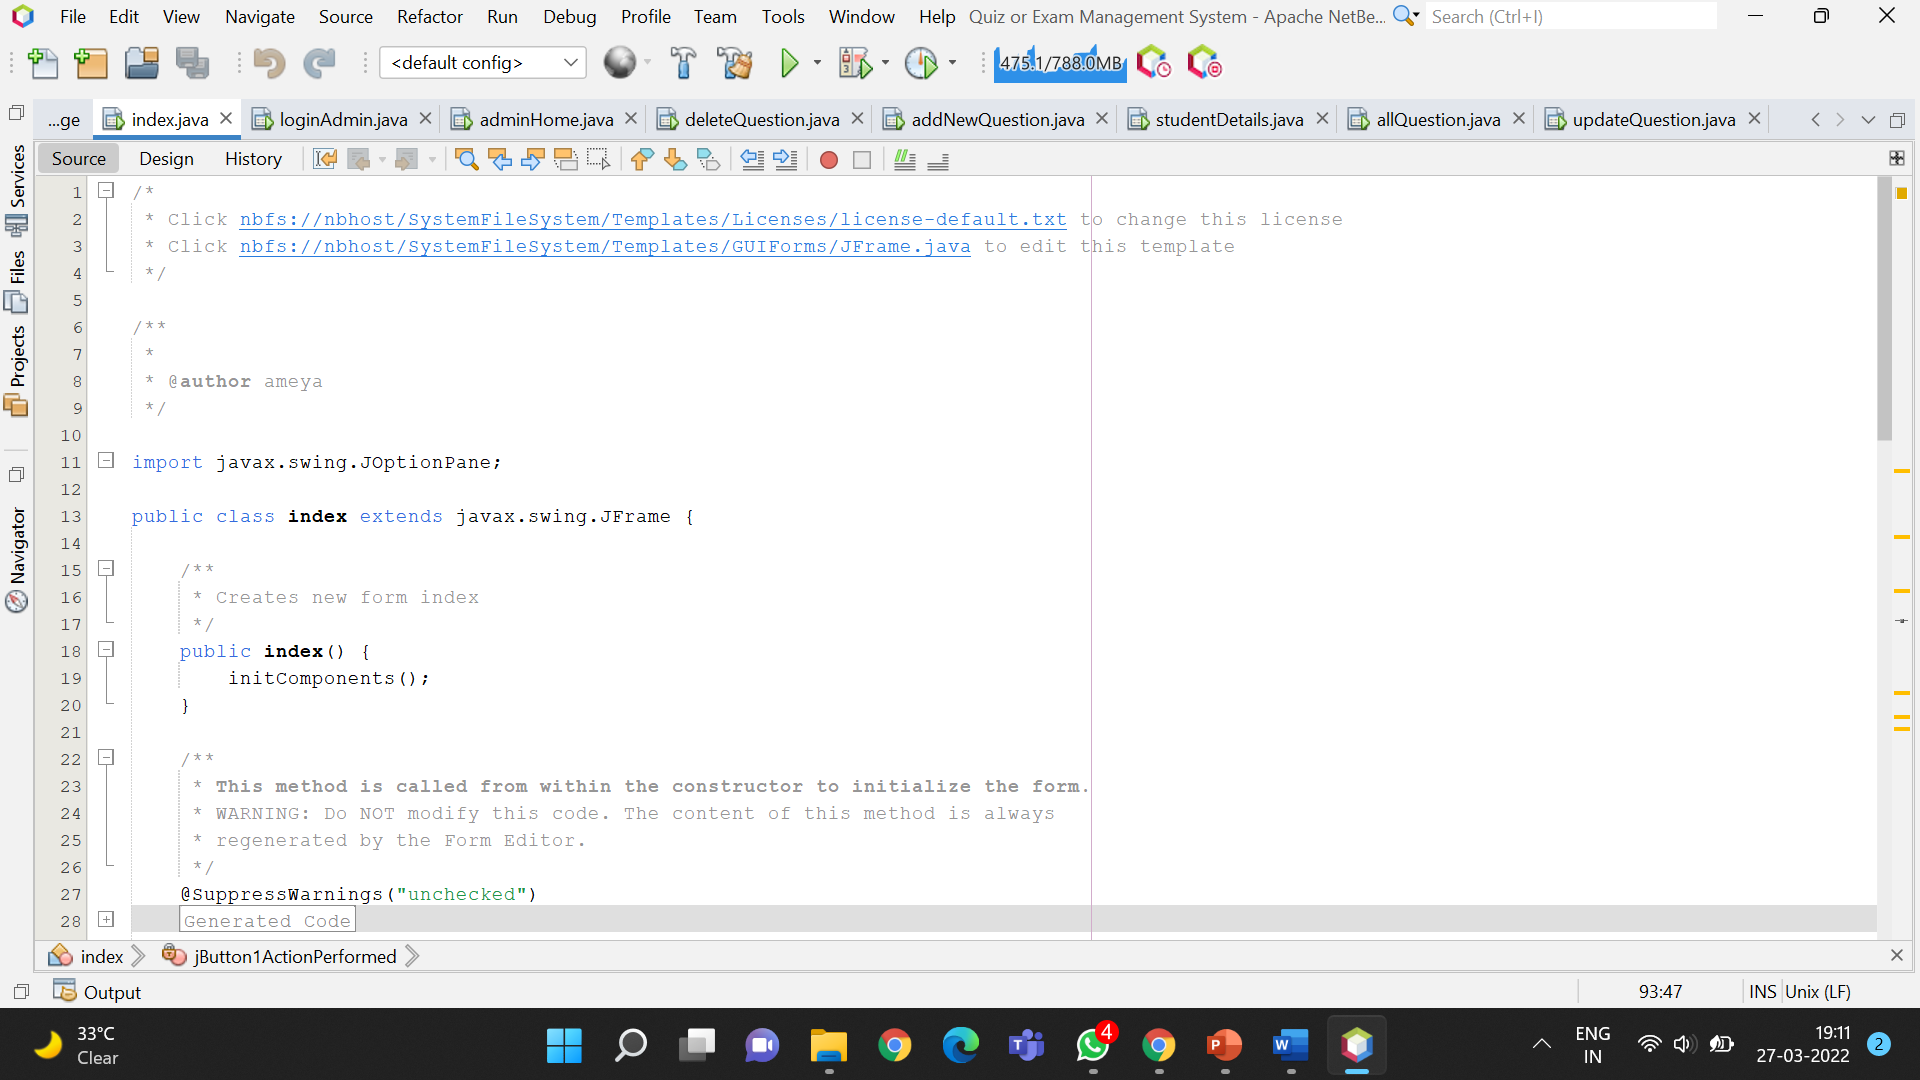 File Edit View Navigate Source Refactor Run Debug Profile Team Tools Window Help Quiz or Exam Management System - Apache NetBe... Search (Ctrl+I)
<default config> 475.1/788.0MB
...ge index.java loginAdmin.java adminHome.java deleteQuestion.java addNewQuestion.java studentDetails.java allQuestion.java updateQuestion.java
Source Design History
Services
Files
Projects
Navigator
1 /*
2 * Click nbfs://nbhost/SystemFileSystem/Templates/Licenses/license-default.txt to change this license
3 * Click nbfs://nbhost/SystemFileSystem/Templates/GUIForms/JFrame.java to edit this template
4 */
5
6 /**
7 *
8 * @author ameya
9 */
10
11 import javax.swing.JOptionPane;
12
13 public class index extends javax.swing.JFrame {
14
15 /**
16 * Creates new form index
17 */
18 public index() {
19 initComponents();
20 }
21
22 /**
23 * This method is called from within the constructor to initialize the form.
24 * WARNING: Do NOT modify this code. The content of this method is always
25 * regenerated by the Form Editor.
26 */
27 @SuppressWarnings("unchecked")
28 Generated Code
index jButton1ActionPerformed
Output 93:47 INS Unix (LF)
33°C
Clear
4
ENG
IN
19:11
27-03-2022
2